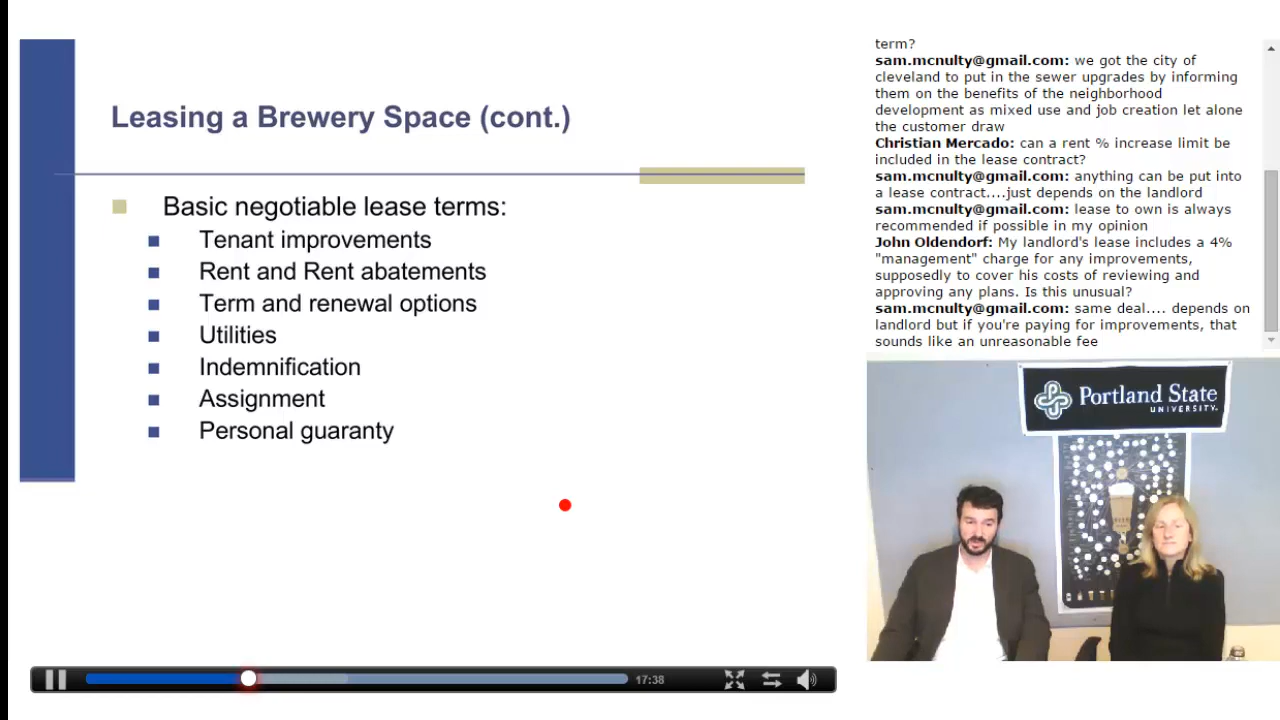 Leasing a Brewery Space (cont.)
Basic negotiable lease terms:
Tenant improvements
Rent and Rent abatements
Term and renewal options
Utilities
Indemnification
Assignment
Personal guaranty
17:38
term?
sam.mcnulty@gmail.com: we got the city of
cleveland to put in the sewer upgrades by informing
them on the benefits of the neighborhood
development as mixed use and job creation let alone
the customer draw
Christian Mercado: can a rent % increase limit be
included in the lease contract?
sam.mcnulty@gmail.com: anything can be put into
a lease contract....just depends on the landlord
sam.mcnulty@gmail.com: lease to own is always
recommended if possible in my opinion
John Oldendorf: My landlord's lease includes a 4%
"management" charge for any improvements,
supposedly to cover his costs of reviewing and
approving any plans. Is this unusual?
sam.mcnulty@gmail.com: same deal.... depends on
landlord but if you're paying for improvements, that
sounds like an unreasonable fee
Portland State
UNIVERSITY